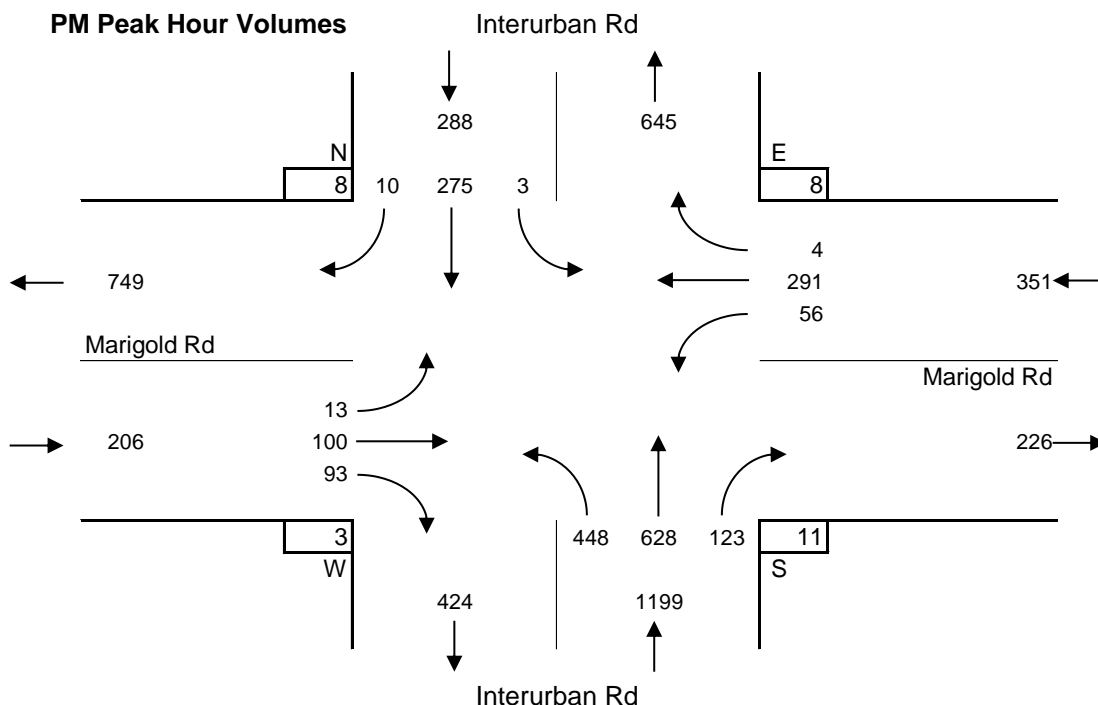 PM Peak Hour Volumes Interurban Rd
288 645
N E
8 10 275 3 8
4
749 291 351
56
Marigold Rd
Marigold Rd
13
206 100 226
93
3 448 628 123 11
W S
424 1199
Interurban Rd